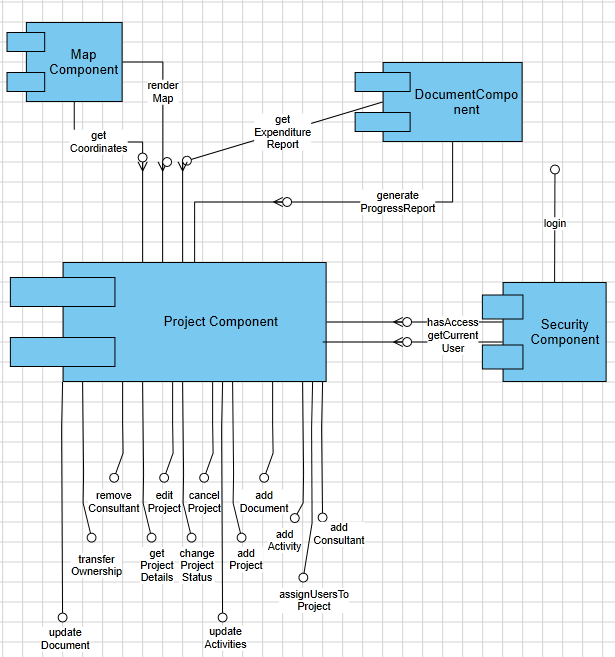 Map
Component
render
Map
get
Coordinates
get
Expenditure
Report
DocumentCompo
nent
generate
ProgressReport
login
Project Component
hasAccess
getCurrent
User
Security
Component
remove
Consultant
edit
Project
cancel
Project
add
Document
add
Activity
add
Consultant
transfer
Ownership
get
Project
Details
change
Project
Status
add
Project
assignUsersTo
Project
update
Document
update
Activities